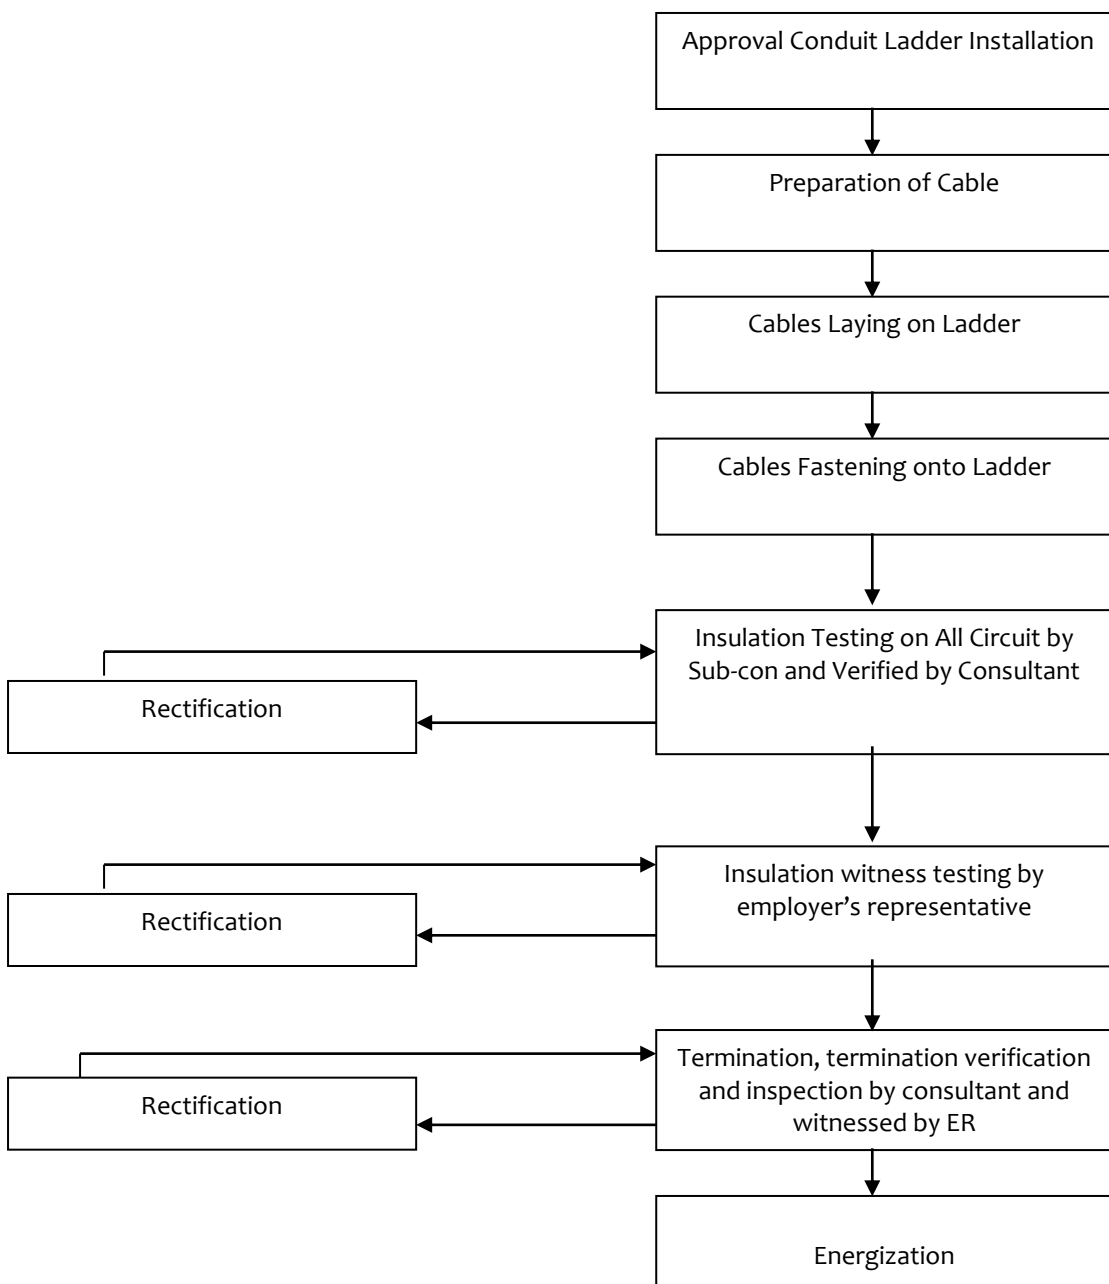 Approval Conduit Ladder Installation
Preparation of Cable
Cables Laying on Ladder
Cables Fastening onto Ladder
Insulation Testing on All Circuit by
Sub-con and Verified by Consultant
Rectification
Insulation witness testing by
employer’s representative
Rectification
Termination, termination verification
and inspection by consultant and
witnessed by ER
Rectification
Energization